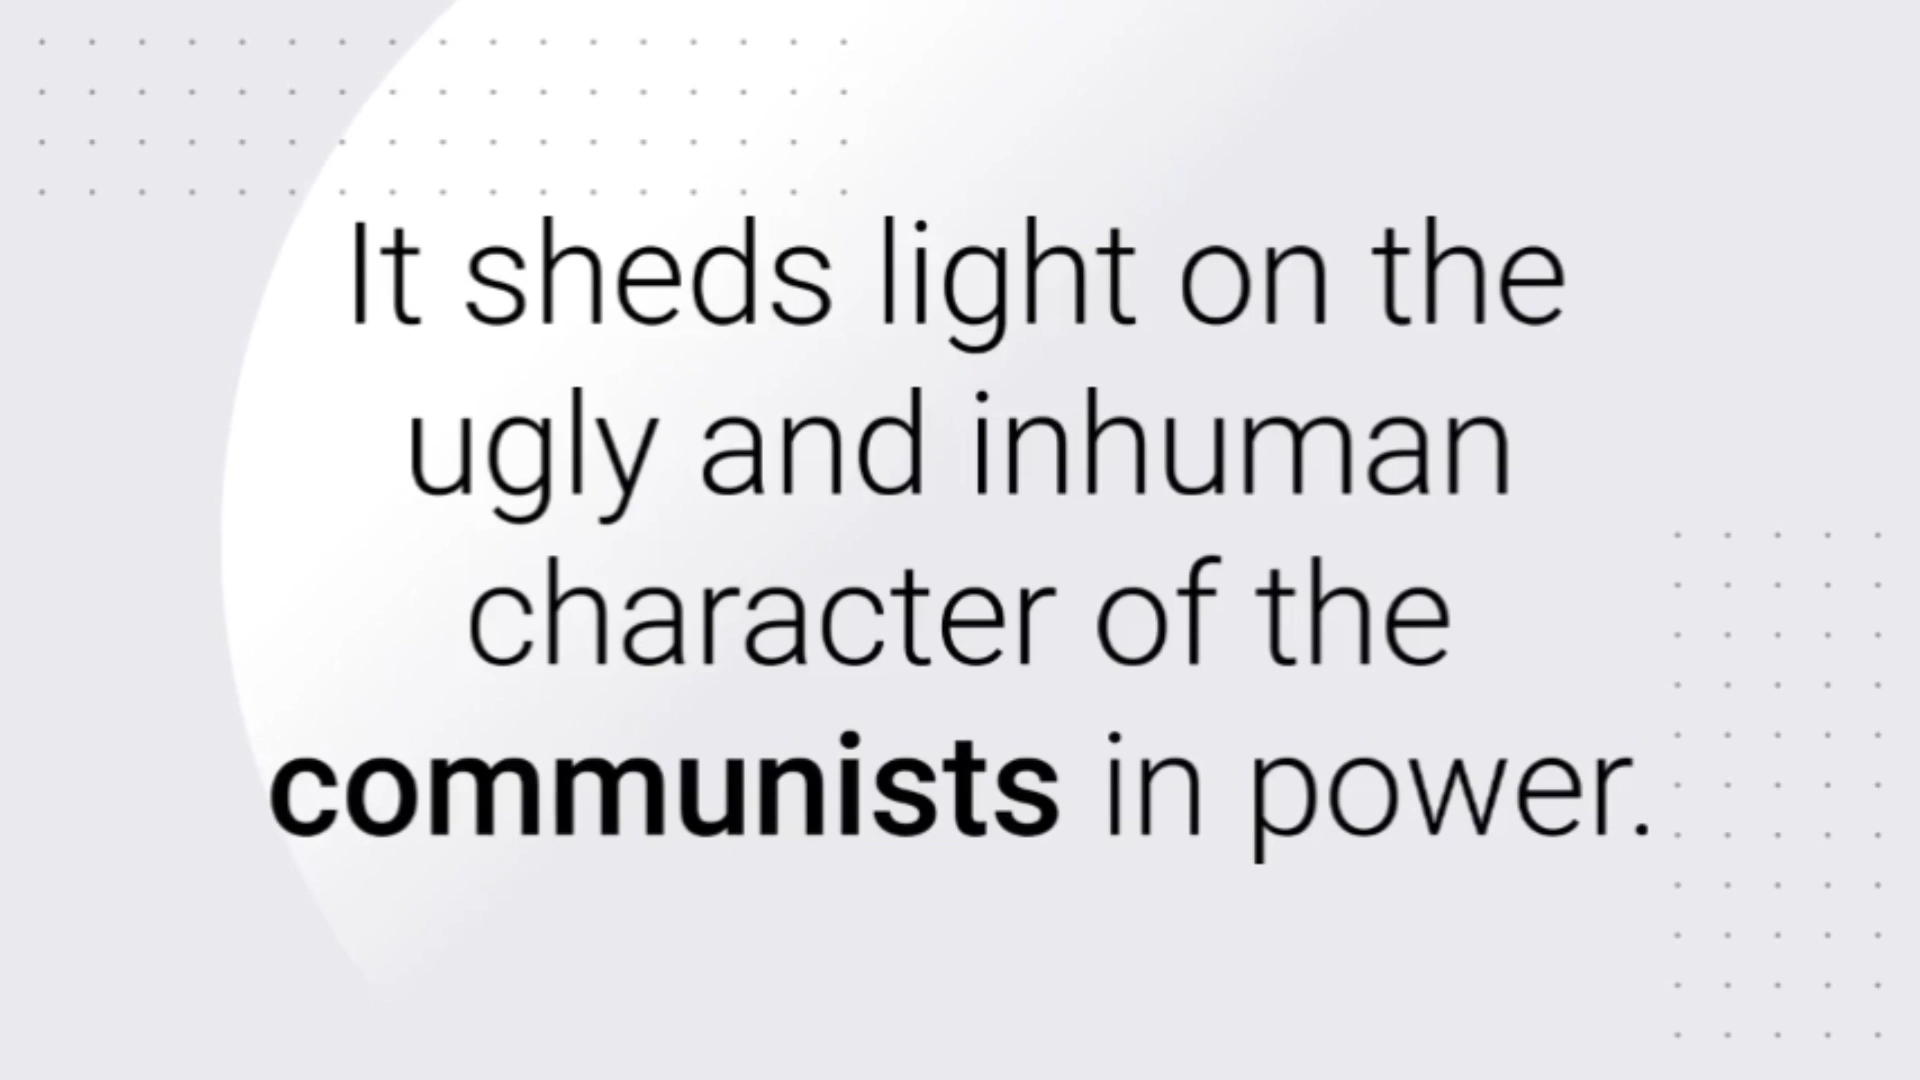 It sheds light on the
ugly and inhuman
character of the
communists in power.